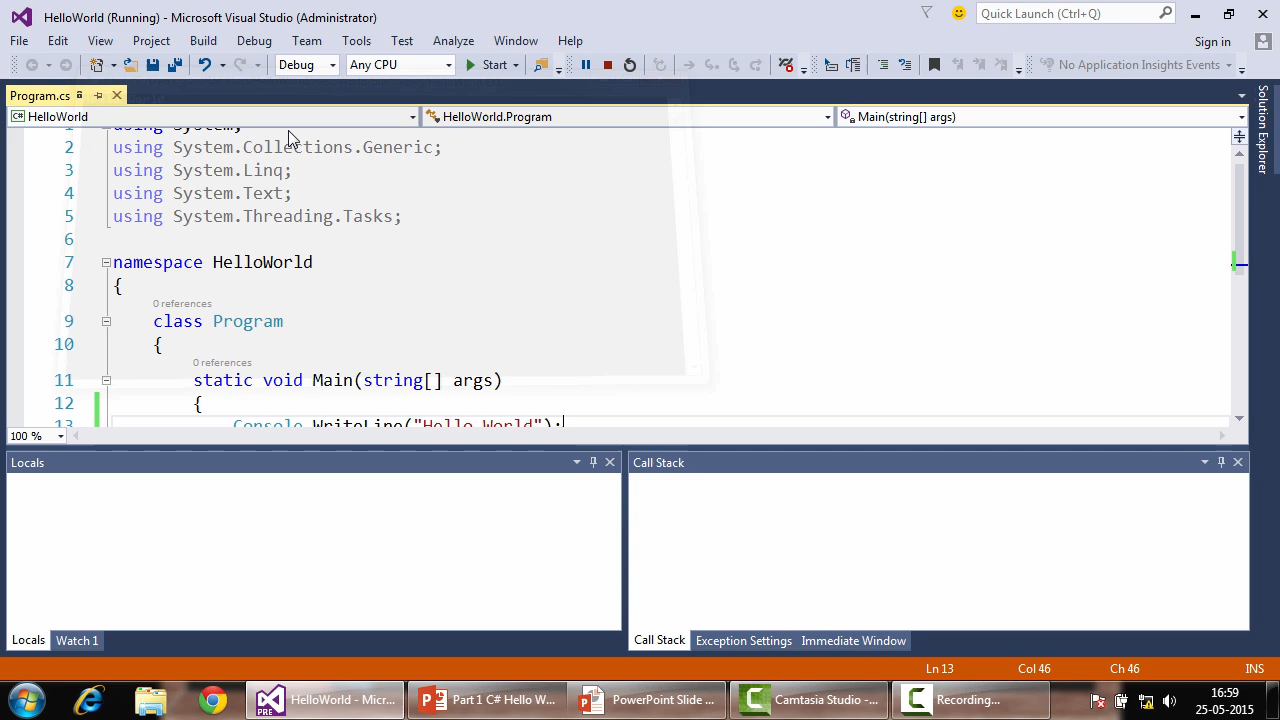 HelloWorld (Running) - Microsoft Visual Studio (Administrator)
Quick Launch (Ctrl+Q)
File Edit View Project Build Debug Team Tools Test Analyze Window Help
Sign in
Debug Any CPU Start No Application Insights Events
Program.cs
HelloWorld HelloWorld.Program Main(string[] args)
Solution Explorer
1 using System;
2 using System.Collections.Generic;
3 using System.Linq;
4 using System.Text;
5 using System.Threading.Tasks;
6
7 namespace HelloWorld
8 {
0 references
9 class Program
10 {
0 references
11 static void Main(string[] args)
12 {
13 Console.WriteLine("Hello World");
100 %
Locals
Call Stack
Locals Watch 1
Call Stack Exception Settings Immediate Window
Ln 13 Col 46 Ch 46 INS
PRE HelloWorld - Micr... Part 1 C# Hello W... PowerPoint Slide ... Camtasia Studio -... Recording...
16:59
25-05-2015